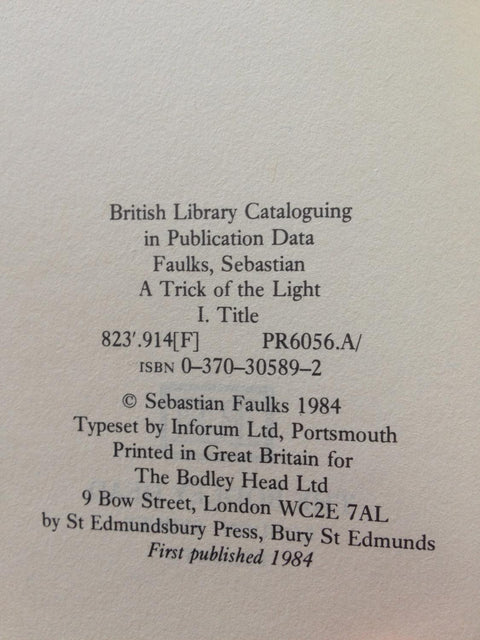 British Library Cataloguing
in Publication Data
Faulks, Sebastian
A Trick of the Light
I. Title
823'.914[F] PR6056.A/
ISBN 0–370–30589–2
© Sebastian Faulks 1984
Typeset by Inforum Ltd, Portsmouth
Printed in Great Britain for
The Bodley Head Ltd
9 Bow Street, London WC2E 7AL
by St Edmundsbury Press, Bury St Edmunds
First published 1984